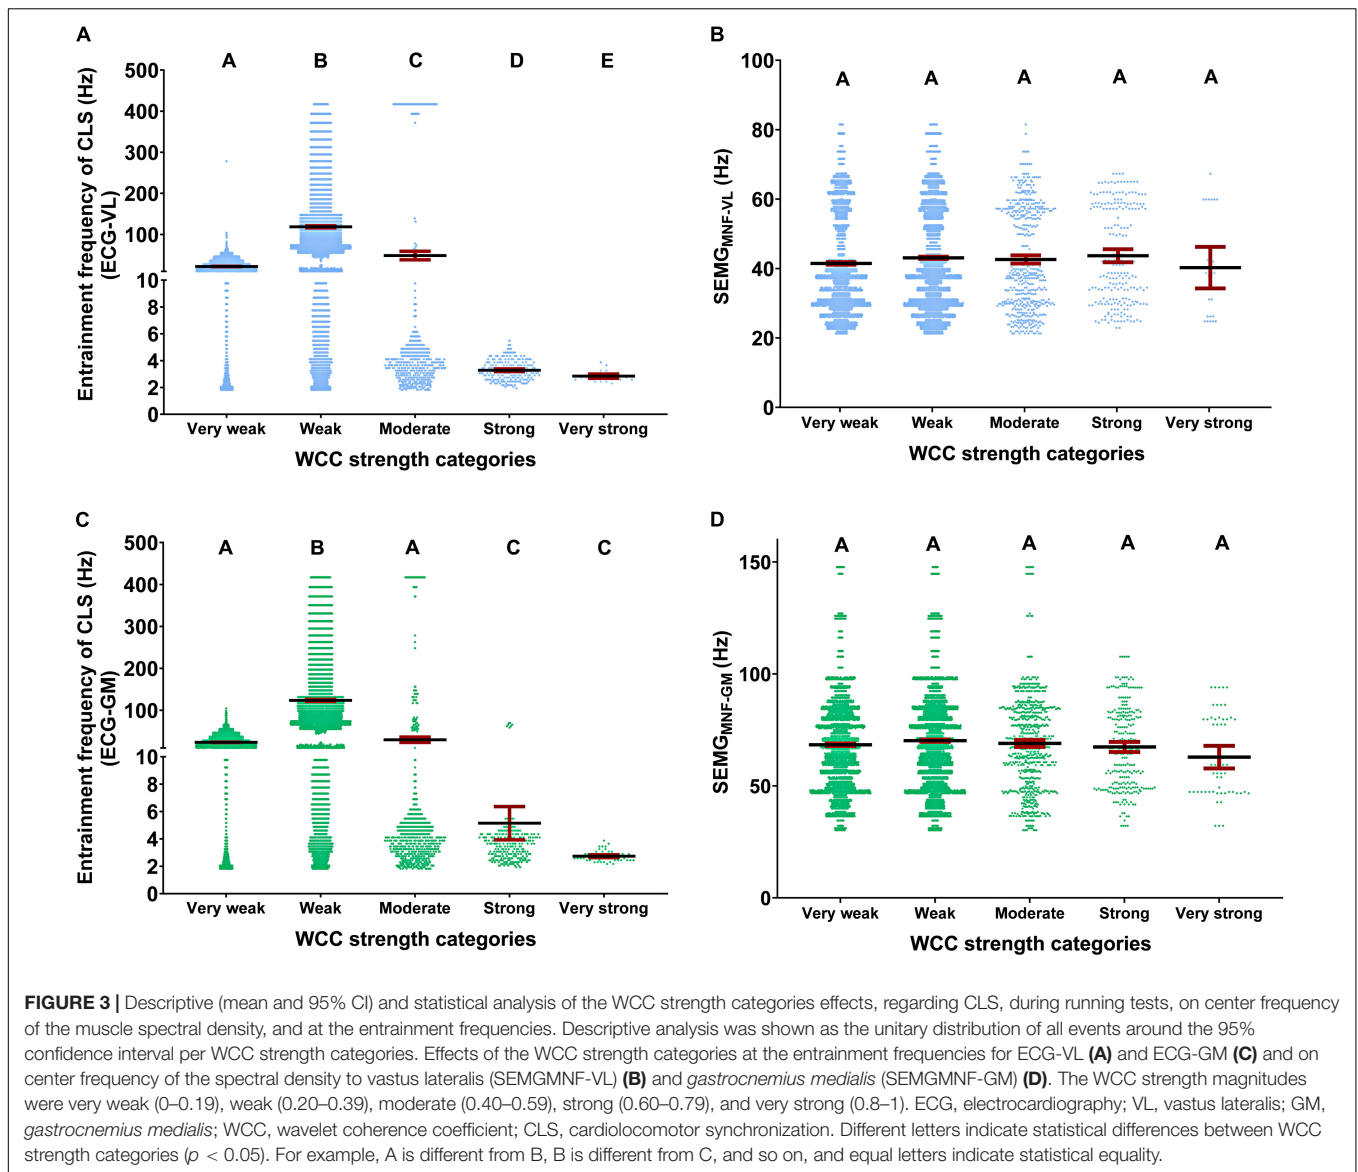 A
A B C D E
Entrainment frequency of CLS (Hz)
(ECG-VL)
500
400
300
200
100
10
8
6
4
2
0
Very weak Weak Moderate Strong Very strong
WCC strength categories
B
A A A A A
SEMGMNF-VL (Hz)
100
80
60
40
20
0
Very weak Weak Moderate Strong Very strong
WCC strength categories
C
A B A C C
Entrainment frequency of CLS (Hz)
(ECG-GM)
500
400
300
200
100
10
8
6
4
2
0
Very weak Weak Moderate Strong Very strong
WCC strength categories
D
A A A A A
SEMGMNF-GM (Hz)
150
100
50
0
Very weak Weak Moderate Strong Very strong
WCC strength categories
FIGURE 3 | Descriptive (mean and 95% CI) and statistical analysis of the WCC strength categories effects, regarding CLS, during running tests, on center frequency
of the muscle spectral density, and at the entrainment frequencies. Descriptive analysis was shown as the unitary distribution of all events around the 95%
confidence interval per WCC strength categories. Effects of the WCC strength categories at the entrainment frequencies for ECG-VL (A) and ECG-GM (C) and on
center frequency of the spectral density to vastus lateralis (SEMGMNF-VL) (B) and gastrocnemius medialis (SEMGMNF-GM) (D). The WCC strength magnitudes
were very weak (0–0.19), weak (0.20–0.39), moderate (0.40–0.59), strong (0.60–0.79), and very strong (0.8–1). ECG, electrocardiography; VL, vastus lateralis; GM,
gastrocnemius medialis; WCC, wavelet coherence coefficient; CLS, cardiolocomotor synchronization. Different letters indicate statistical differences between WCC
strength categories (p < 0.05). For example, A is different from B, B is different from C, and so on, and equal letters indicate statistical equality.